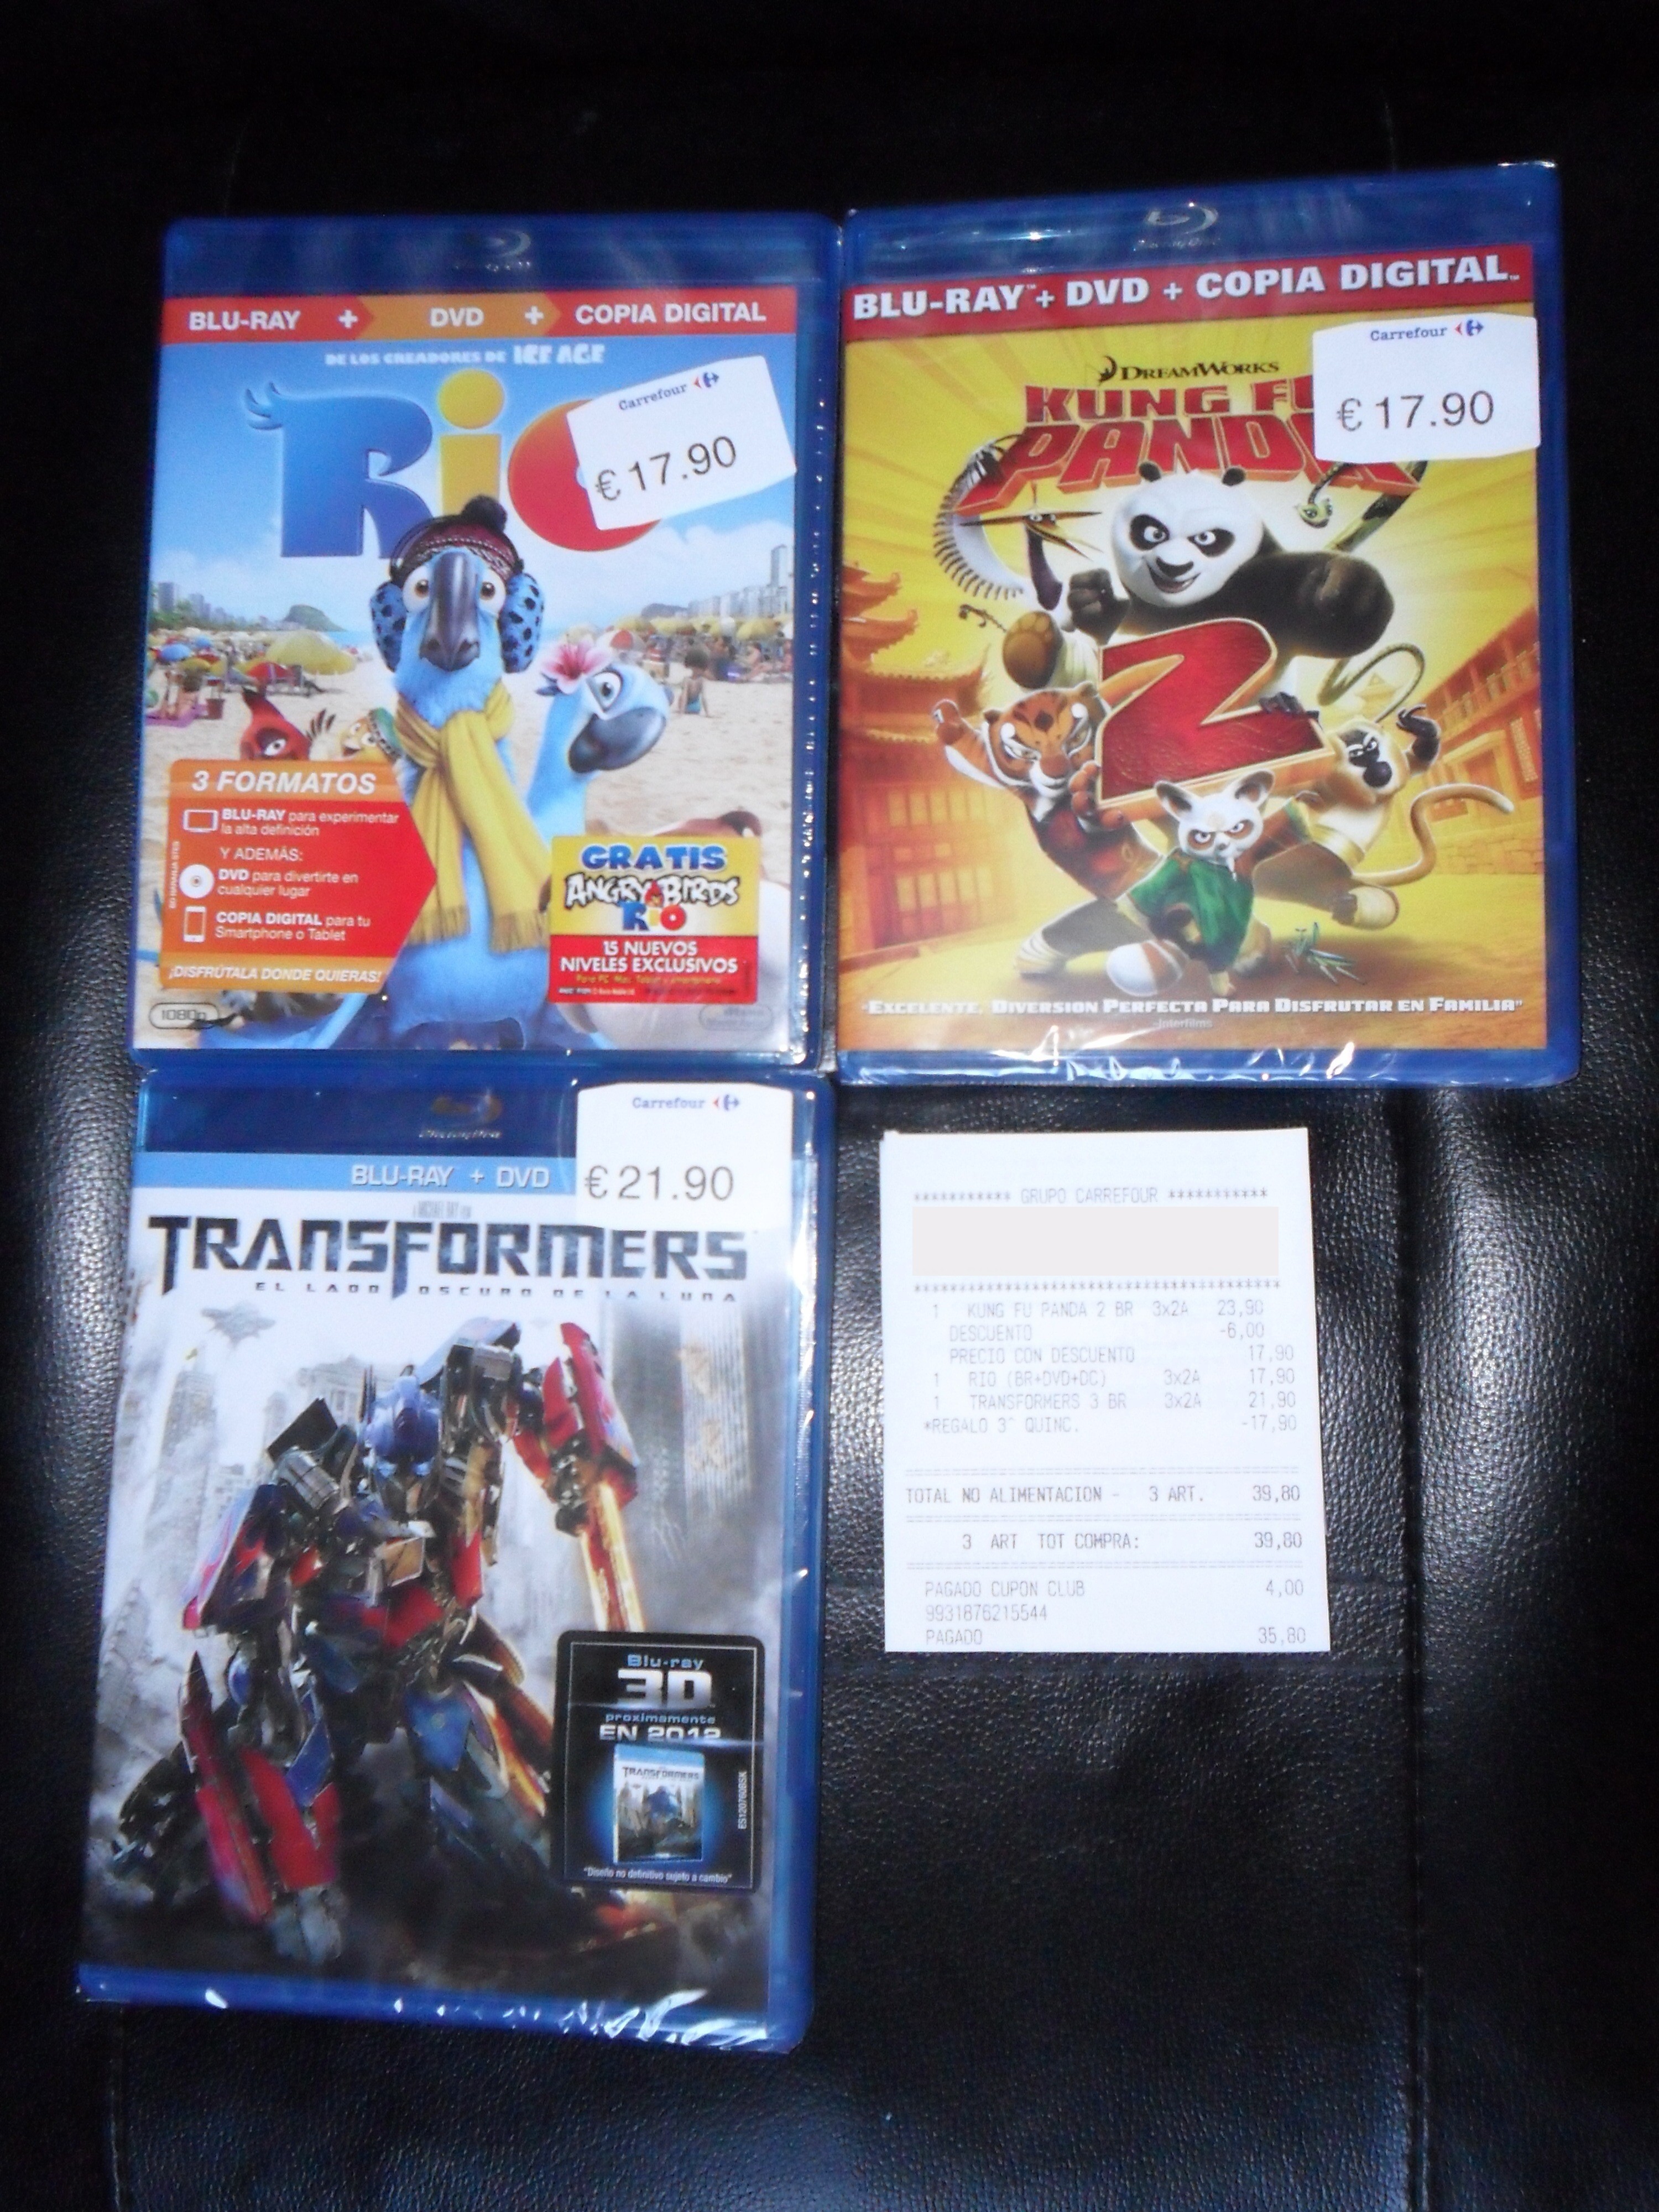 BLU-RAY + DVD + COPIA DIGITAL
DE LOS CREADORES DE ICE AGE
RIO
Carrefour
€ 17.90
3 FORMATOS
BLU-RAY para experimentar
la alta definición
Y ADEMÁS:
DVD para divertirte en
cualquier lugar
COPIA DIGITAL para tu
Smartphone o Tablet
¡DISFRÚTALA DONDE QUIERAS!
1080p
GRATIS
ANGRY BIRDS
RIO
15 NUEVOS
NIVELES EXCLUSIVOS
BLU-RAY™ + DVD + COPIA DIGITAL™
Carrefour
€ 17.90
DREAMWORKS
KUNG FU
PANDA
2
"EXCELENTE, DIVERSION PERFECTA PARA DISFRUTAR EN FAMILIA"
-Interfilms
Carrefour
€ 21.90
BLU-RAY™ + DVD
TRANSFORMERS
EL LADO OSCURO DE LA LUNA
Blu-ray
3D
proximamente
EN 2012
TRANSFORMERS
ES120760BSK
"Diseño no definitivo sujeto a cambio"
*********** GRUPO CARREFOUR ***********
1 KUNG FU PANDA 2 BR 3x2A 23,90
DESCUENTO -6,00
PRECIO CON DESCUENTO 17,90
1 RIO (BR+DVD+DC) 3x2A 17,90
1 TRANSFORMERS 3 BR 3x2A 21,90
*REGALO 3^ QUINC. -17,90
TOTAL NO ALIMENTACION - 3 ART. 39,80
3 ART TOT COMPRA: 39,80
PAGADO CUPON CLUB 4,00
9931876215544
PAGADO 35,80